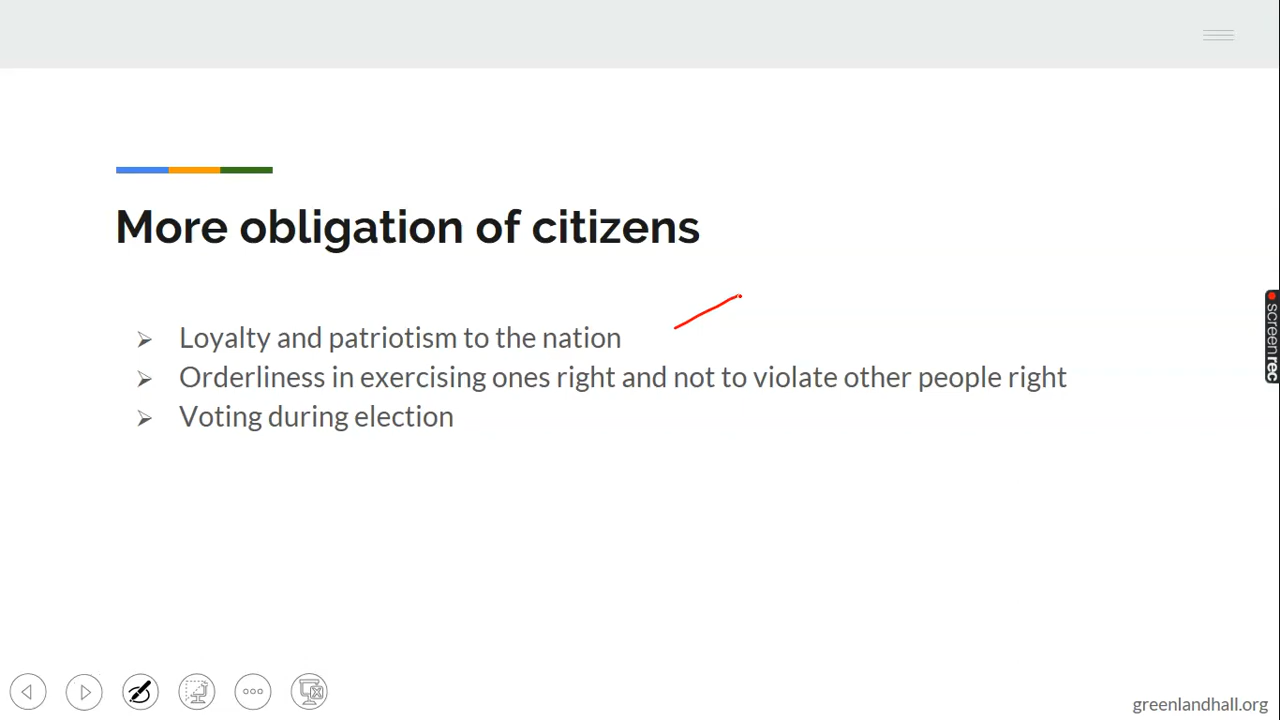 More obligation of citizens
Loyalty and patriotism to the nation
Orderliness in exercising ones right and not to violate other people right
Voting during election
screenrec
greenlandhall.org